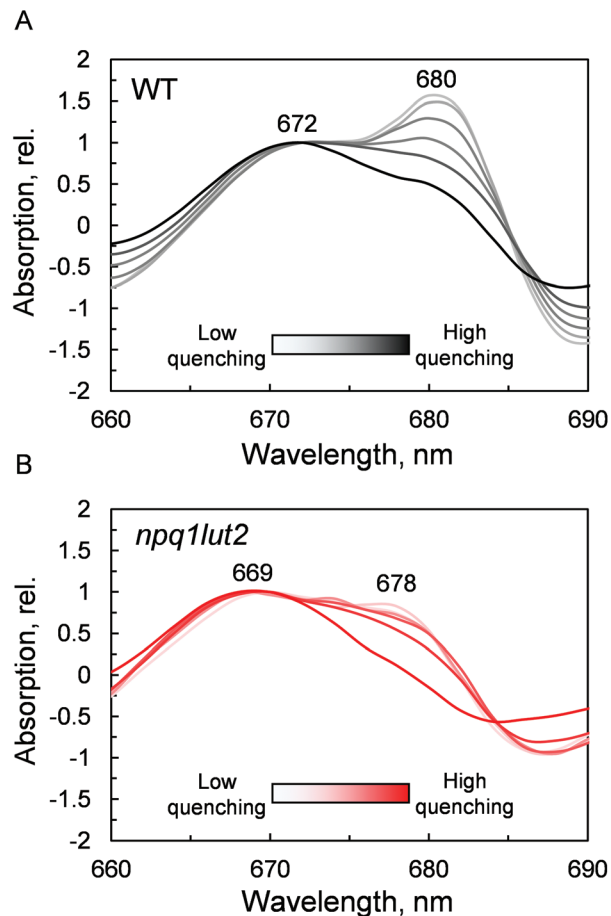 A
WT
672
680
2
1.5
1
0.5
0
-0.5
-1
-1.5
-2
Absorption, rel.
Low quenching
High quenching
660
670
680
690
Wavelength, nm
B
npq1lut2
669
678
2
1.5
1
0.5
0
-0.5
-1
-1.5
-2
Absorption, rel.
Low quenching
High quenching
660
670
680
690
Wavelength, nm